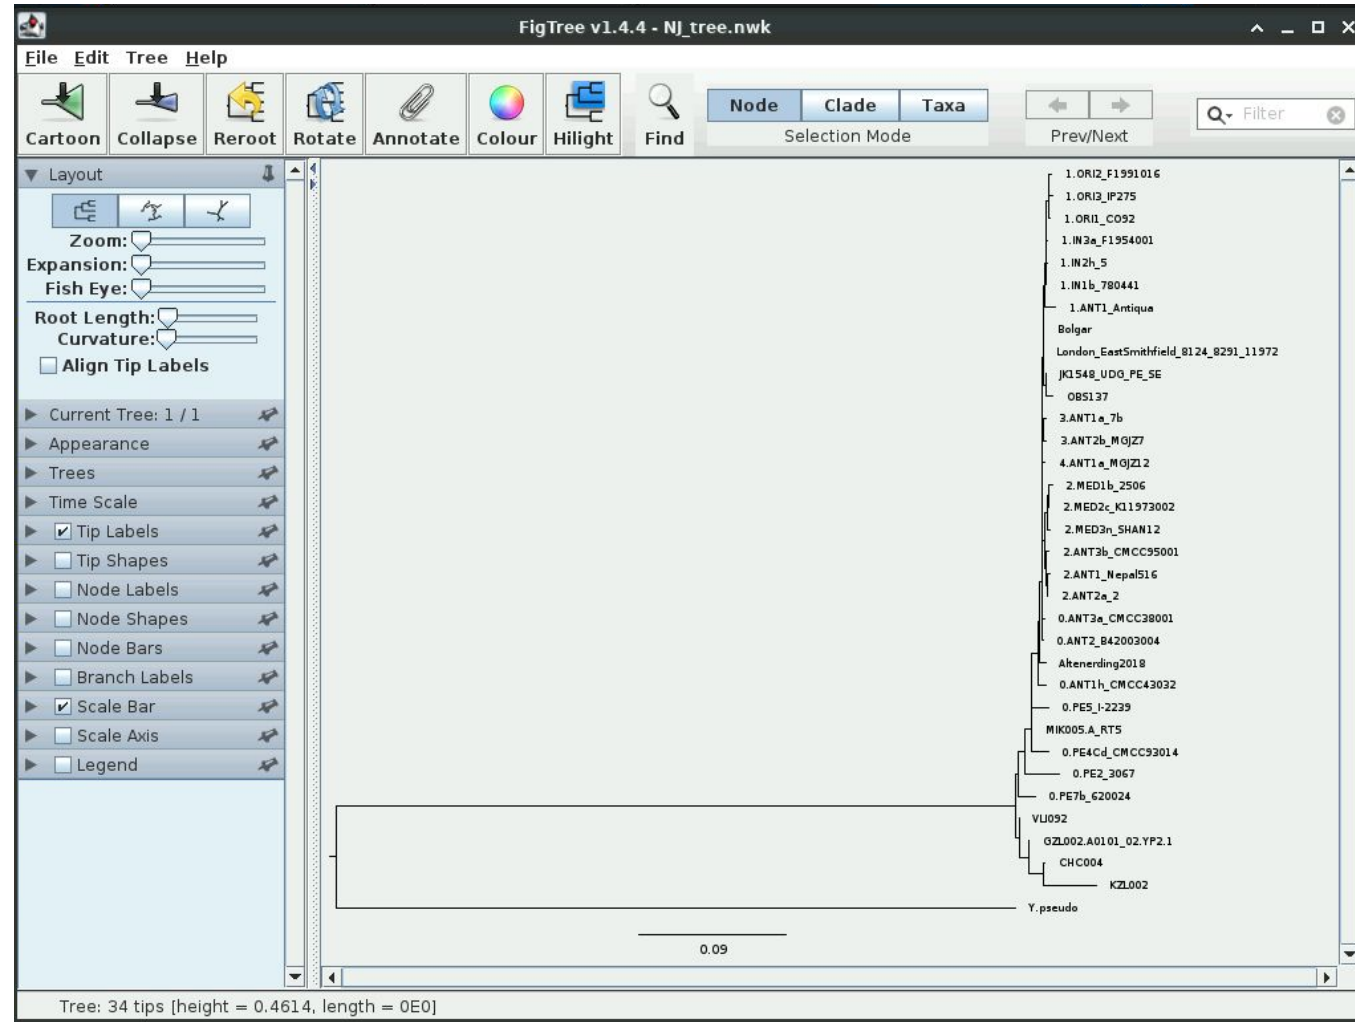 FigTree v1.4.4 - NJ_tree.nwk
File Edit Tree Help
Cartoon Collapse Reroot Rotate Annotate Colour Hilight Find
Node Clade Taxa
Selection Mode
Prev/Next
Filter
Layout
Zoom:
Expansion:
Fish Eye:
Root Length:
Curvature:
Align Tip Labels
Current Tree: 1 / 1
Appearance
Trees
Time Scale
Tip Labels
Tip Shapes
Node Labels
Node Shapes
Node Bars
Branch Labels
Scale Bar
Scale Axis
Legend
1.ORI2_F1991016
1.ORI3_IP275
1.ORI1_CO92
1.IN3a_F1954001
1.IN2h_5
1.IN1b_780441
1.ANT1_Antiqua
Bolgar
London_EastSmithfield_8124_8291_11972
JK1548_UDG_PE_SE
OBS137
3.ANT1a_7b
3.ANT2b_MGJZ7
4.ANT1a_MGJZ12
2.MED1b_2506
2.MED2c_K11973002
2.MED3n_SHAN12
2.ANT3b_CMCC95001
2.ANT1_Nepal516
2.ANT2a_2
0.ANT3a_CMCC38001
0.ANT2_B42003004
Altenerding2018
0.ANT1h_CMCC43032
0.PE5_I-2239
MIK005.A_RT5
0.PE4Cd_CMCC93014
0.PE2_3067
0.PE7b_620024
VLI092
GZL002.A0101_02.YP2.1
CHC004
KZL002
Y.pseudo
0.09
Tree: 34 tips [height = 0.4614, length = 0E0]